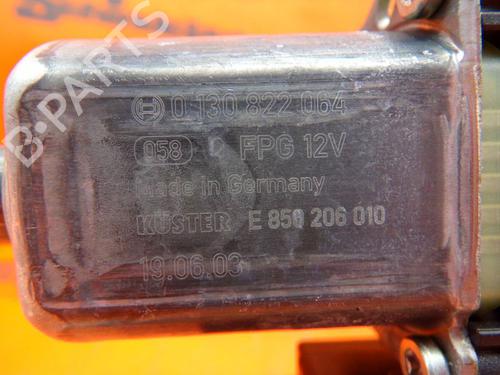 0 130 822 064
058 FPG 12V
Made in Germany
KÜSTER E 850 206 010
19.06.03
B-PARTS